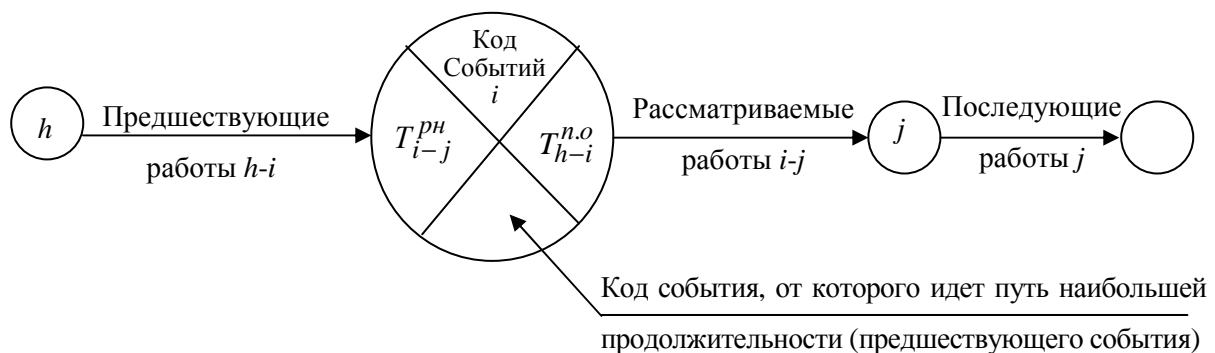 Код
Событий
i
h
Предшествующие
работы h-i
T^{рн}_{i-j}
T^{п.о}_{h-i}
Рассматриваемые
работы i-j
j
Последующие
работы j
Код события, от которого идет путь наибольшей
продолжительности (предшествующего события)